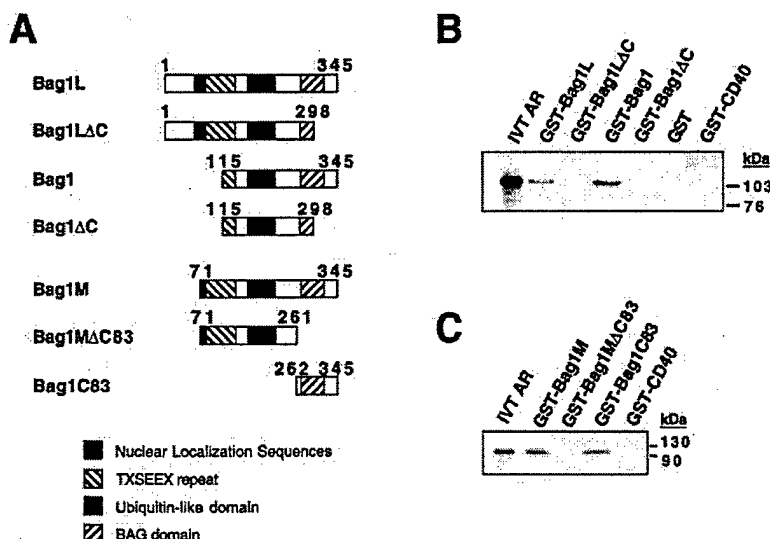 A
1 345
Bag1L
1 298
Bag1LΔC
115 345
Bag1
115 298
Bag1ΔC
71 345
Bag1M
71 261
Bag1MΔC83
262 345
Bag1C83
Nuclear Localization Sequences
TXSEEX repeat
Ubiquitin-like domain
BAG domain
B
IVT AR
GST-Bag1L
GST-Bag1LΔC
GST-Bag1
GST-Bag1ΔC
GST
GST-CD40
kDa
103
76
C
IVT AR
GST-Bag1M
GST-Bag1MΔC83
GST-Bag1C83
GST-CD40
kDa
130
90